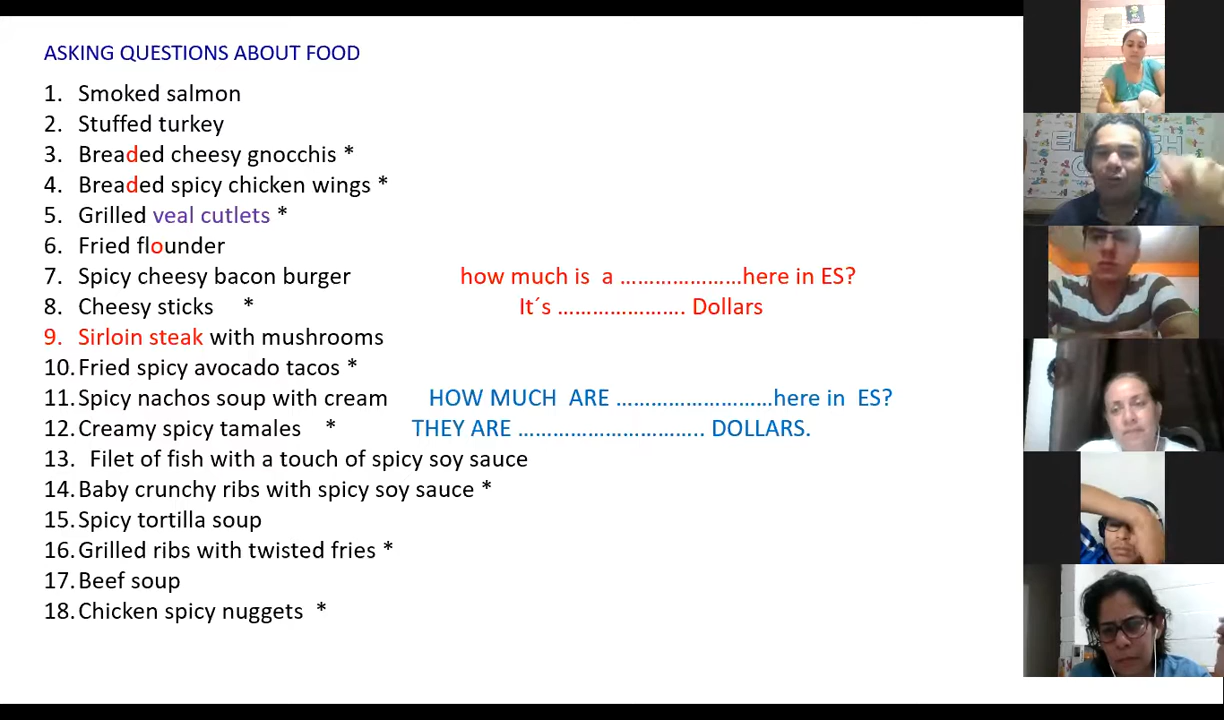 ASKING QUESTIONS ABOUT FOOD
1. Smoked salmon
2. Stuffed turkey
3. Breaded cheesy gnocchis *
4. Breaded spicy chicken wings *
5. Grilled veal cutlets *
6. Fried flounder
7. Spicy cheesy bacon burger how much is a ………………here in ES?
8. Cheesy sticks * It´s ………………… Dollars
9. Sirloin steak with mushrooms
10. Fried spicy avocado tacos *
11. Spicy nachos soup with cream HOW MUCH ARE ……………………here in ES?
12. Creamy spicy tamales * THEY ARE ……………………….. DOLLARS.
13. Filet of fish with a touch of spicy soy sauce
14. Baby crunchy ribs with spicy soy sauce *
15. Spicy tortilla soup
16. Grilled ribs with twisted fries *
17. Beef soup
18. Chicken spicy nuggets *